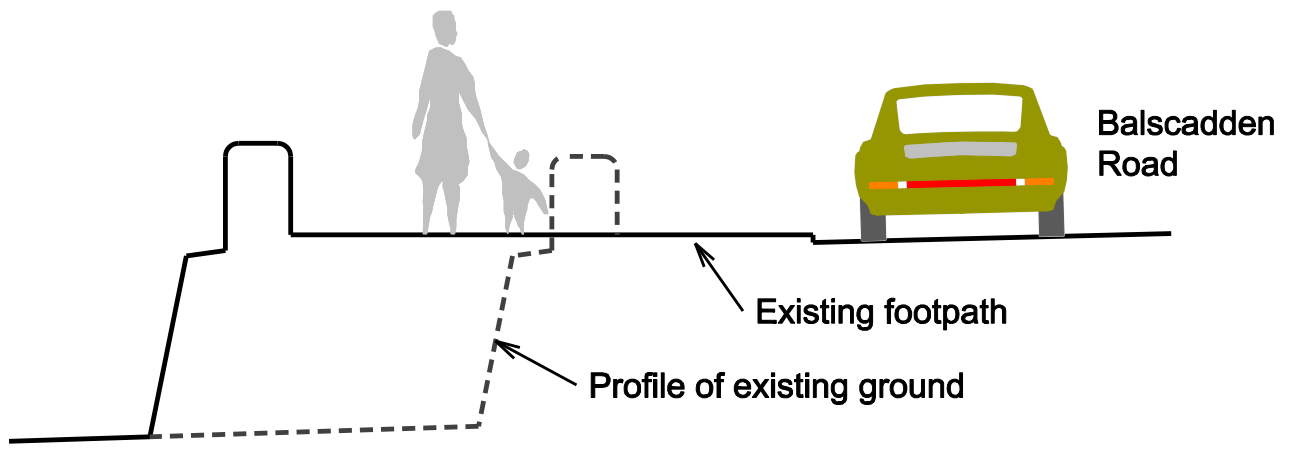 Balscadden
Road
Existing footpath
Profile of existing ground